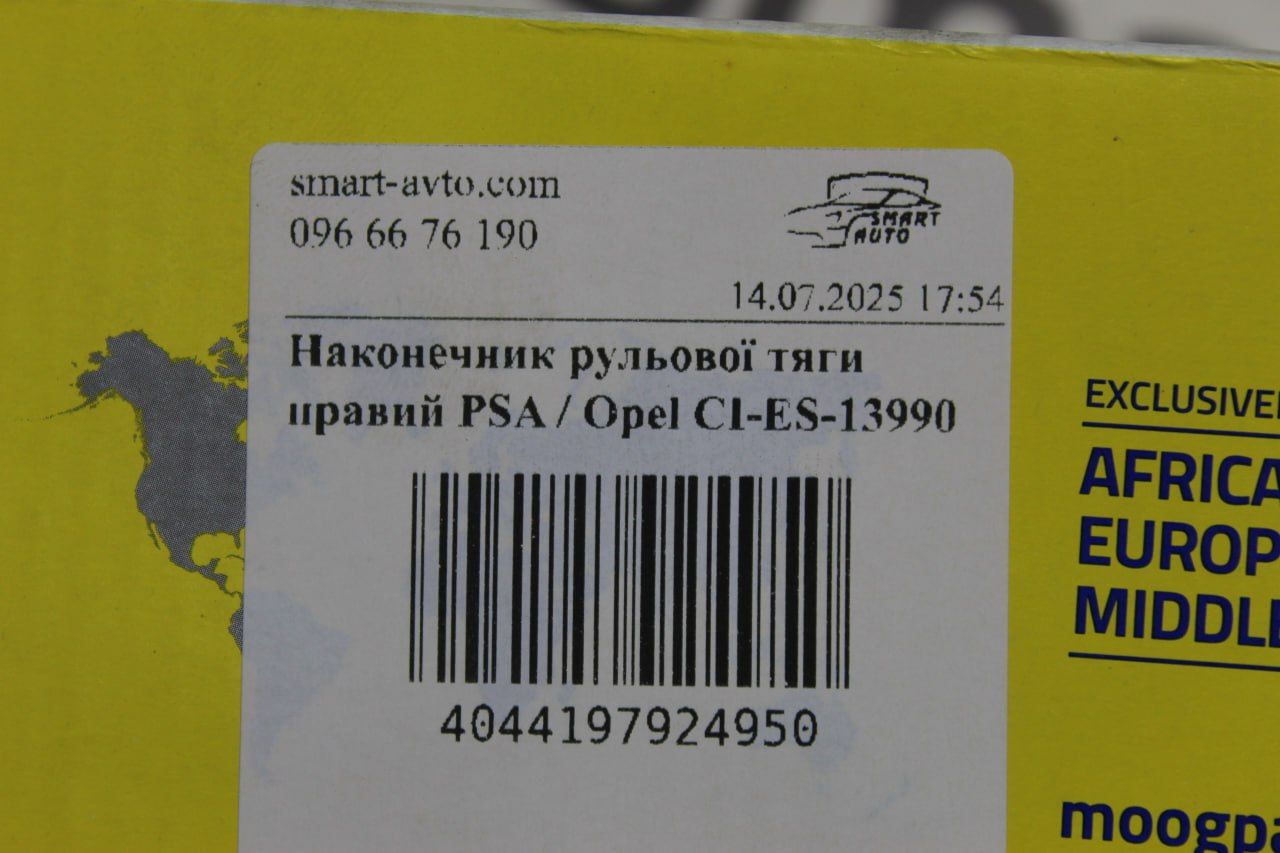 smart-avto.com
096 66 76 190
SMART
AUTO
14.07.2025 17:54
Наконечник рульової тяги
правий PSA / Opel CI-ES-13990
4044197924950
EXCLUSIVE
AFRICA
EUROP
MIDDLE
moogpa